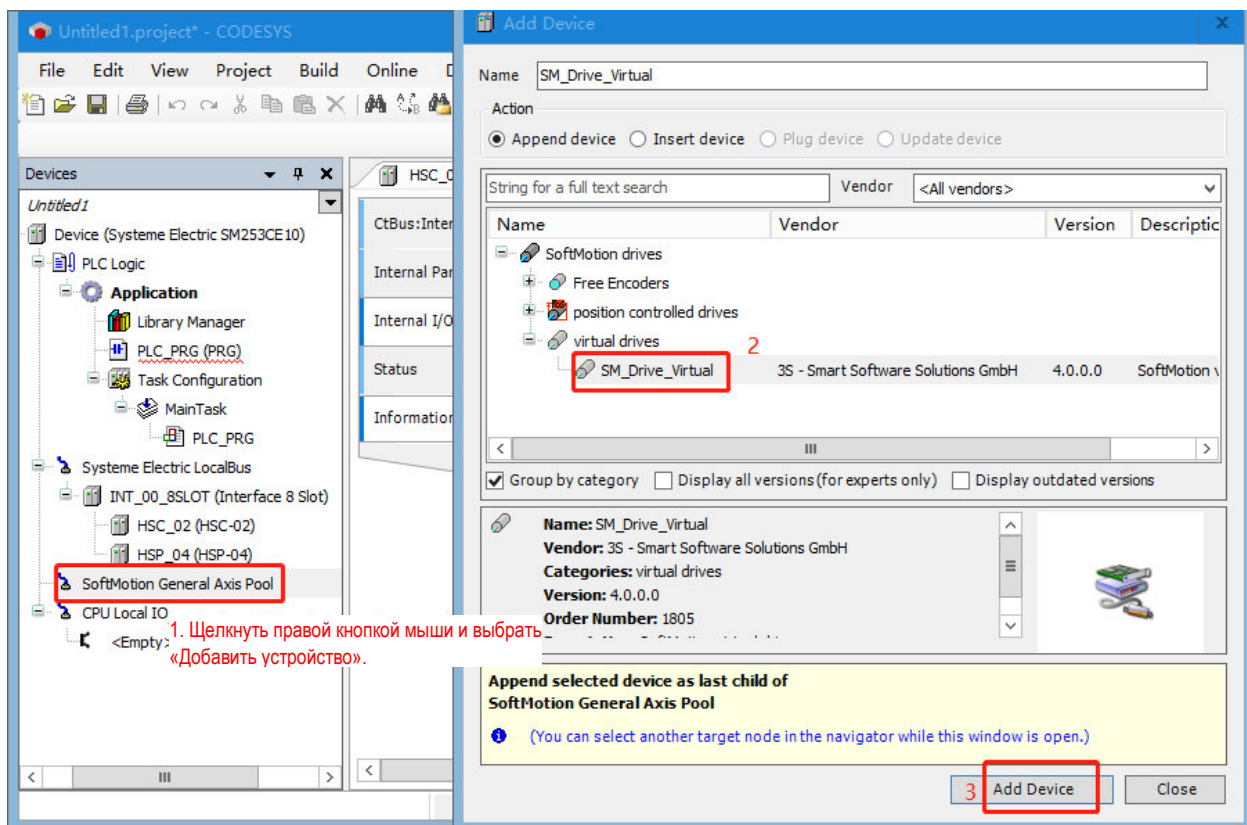 Untitled1.project* - CODESYS
File Edit View Project Build Online
Devices
Untitled1
Device (Systeme Electric SM253CE10)
PLC Logic
Application
Library Manager
PLC_PRG (PRG)
Task Configuration
MainTask
PLC_PRG
Systeme Electric LocalBus
INT_00_8SLOT (Interface 8 Slot)
HSC_02 (HSC-02)
HSP_04 (HSP-04)
SoftMotion General Axis Pool
CPU Local IO
<Empty>
1. Щелкнуть правой кнопкой мыши и выбрать
«Добавить устройство».
HSC_0
CtBus:Inter
Internal Par
Internal I/O
Status
Information
Add Device
Name SM_Drive_Virtual
Action
Append device Insert device Plug device Update device
String for a full text search Vendor <All vendors>
Name Vendor Version Descriptic
SoftMotion drives
Free Encoders
position controlled drives
virtual drives 2
SM_Drive_Virtual 3S - Smart Software Solutions GmbH 4.0.0.0 SoftMotion v
Group by category Display all versions (for experts only) Display outdated versions
Name: SM_Drive_Virtual
Vendor: 3S - Smart Software Solutions GmbH
Categories: virtual drives
Version: 4.0.0.0
Order Number: 1805
Append selected device as last child of
SoftMotion General Axis Pool
(You can select another target node in the navigator while this window is open.)
3 Add Device Close